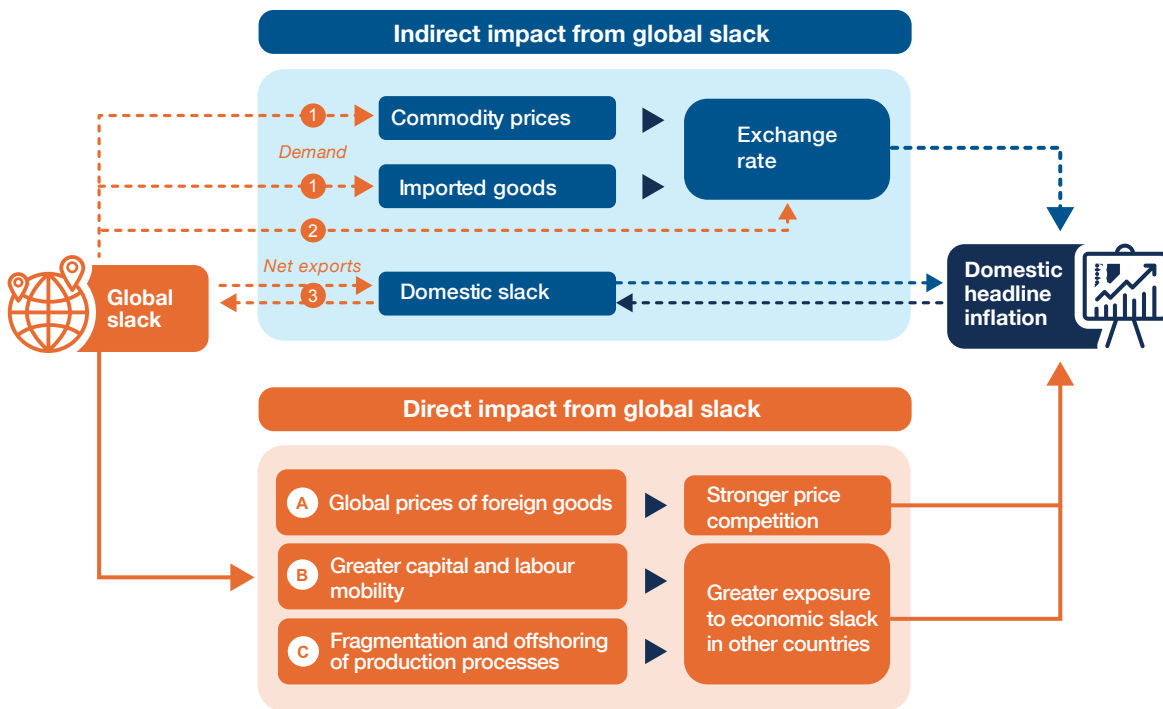 Indirect impact from global slack
1
Commodity prices
Exchange
rate
Demand
1
Imported goods
2
Net exports
3
Domestic slack
Global
slack
Domestic
headline
inflation
Direct impact from global slack
A
Global prices of foreign goods
Stronger price
competition
B
Greater capital and labour
mobility
Greater exposure
to economic slack
in other countries
C
Fragmentation and offshoring
of production processes